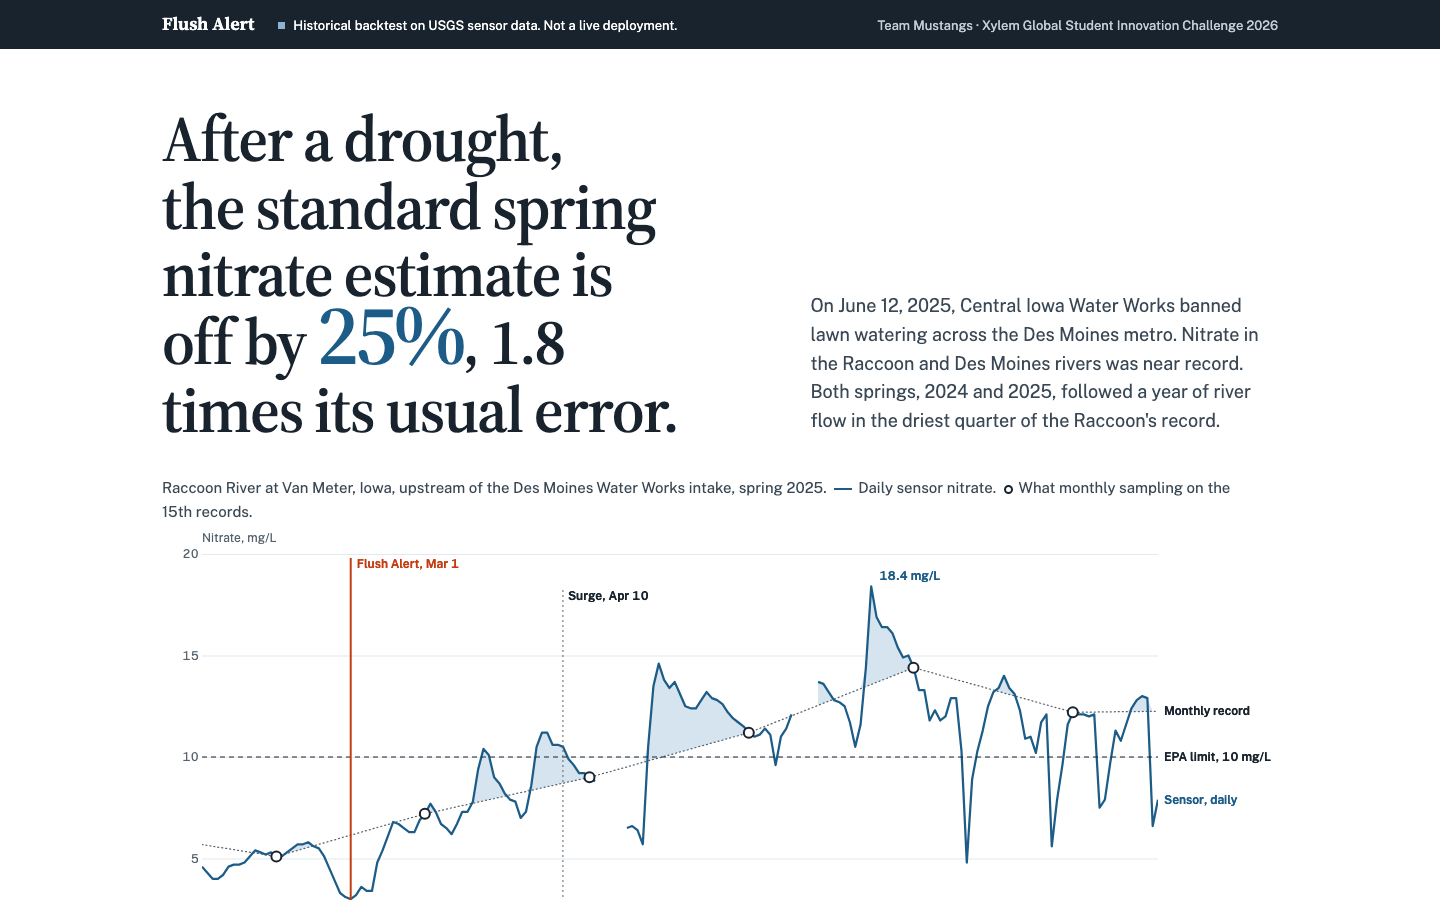 Flush Alert
Historical backtest on USGS sensor data. Not a live deployment.
Team Mustangs · Xylem Global Student Innovation Challenge 2026
After a drought,
the standard spring
nitrate estimate is
off by 25%, 1.8
times its usual error.
On June 12, 2025, Central Iowa Water Works banned
lawn watering across the Des Moines metro. Nitrate in
the Raccoon and Des Moines rivers was near record.
Both springs, 2024 and 2025, followed a year of river
flow in the driest quarter of the Raccoon's record.
Raccoon River at Van Meter, Iowa, upstream of the Des Moines Water Works intake, spring 2025. Daily sensor nitrate. What monthly sampling on the
15th records.
Nitrate, mg/L
20
Flush Alert, Mar 1
18.4 mg/L
Surge, Apr 10
15
Monthly record
10
EPA limit, 10 mg/L
Sensor, daily
5